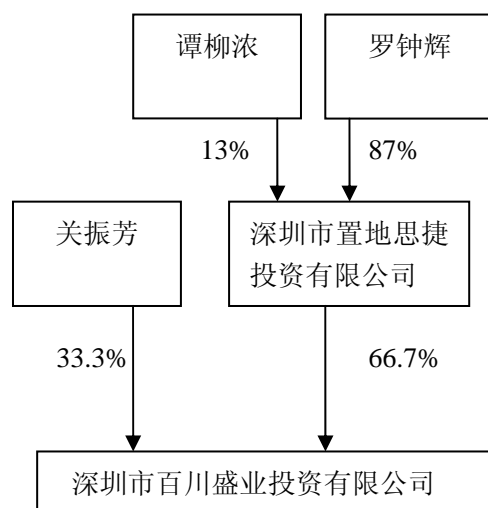 谭柳浓
罗钟辉
13%
87%
关振芳
深圳市置地思捷
投资有限公司
33.3%
66.7%
深圳市百川盛业投资有限公司